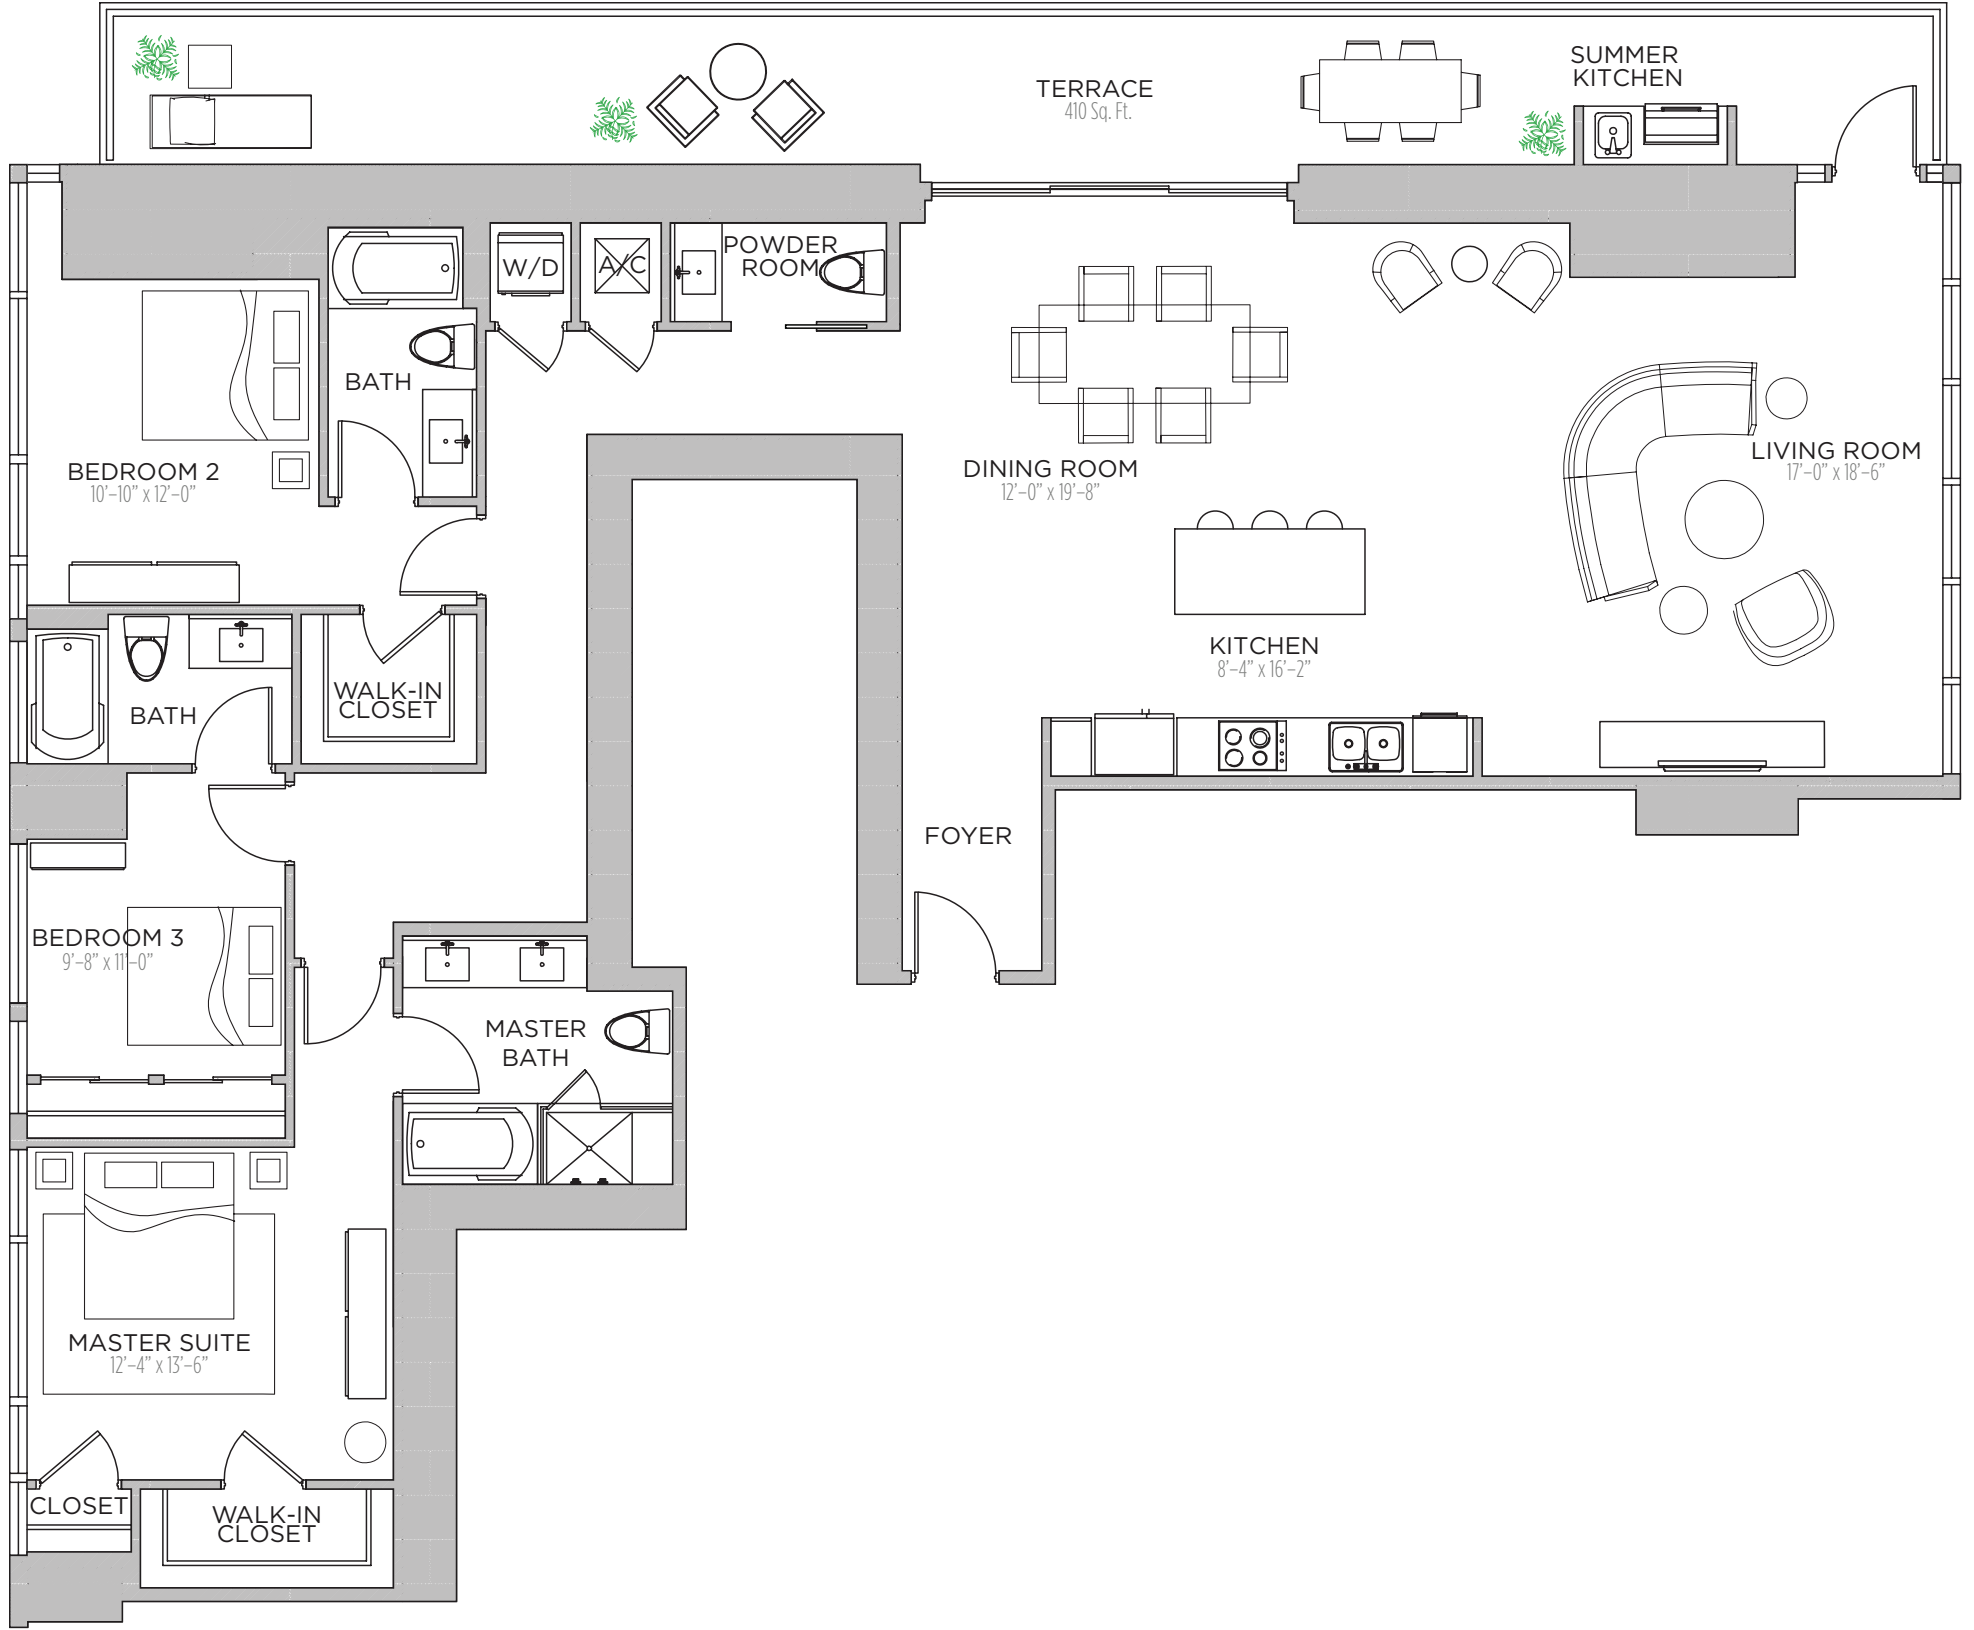 SUMMER
KITCHEN
TERRACE
410 Sq. Ft.
POWDER
ROOM
W/D
A/C
BATH
BEDROOM 2
10'–10" x 12'–0"
DINING ROOM
12'–0" x 19'–8"
LIVING ROOM
17'–0" x 18'–6"
KITCHEN
8'–4" x 16'–2"
WALK-IN
CLOSET
BATH
FOYER
BEDROOM 3
9'–8" x 11'–0"
MASTER
BATH
MASTER SUITE
12'–4" x 13'–6"
CLOSET
WALK-IN
CLOSET